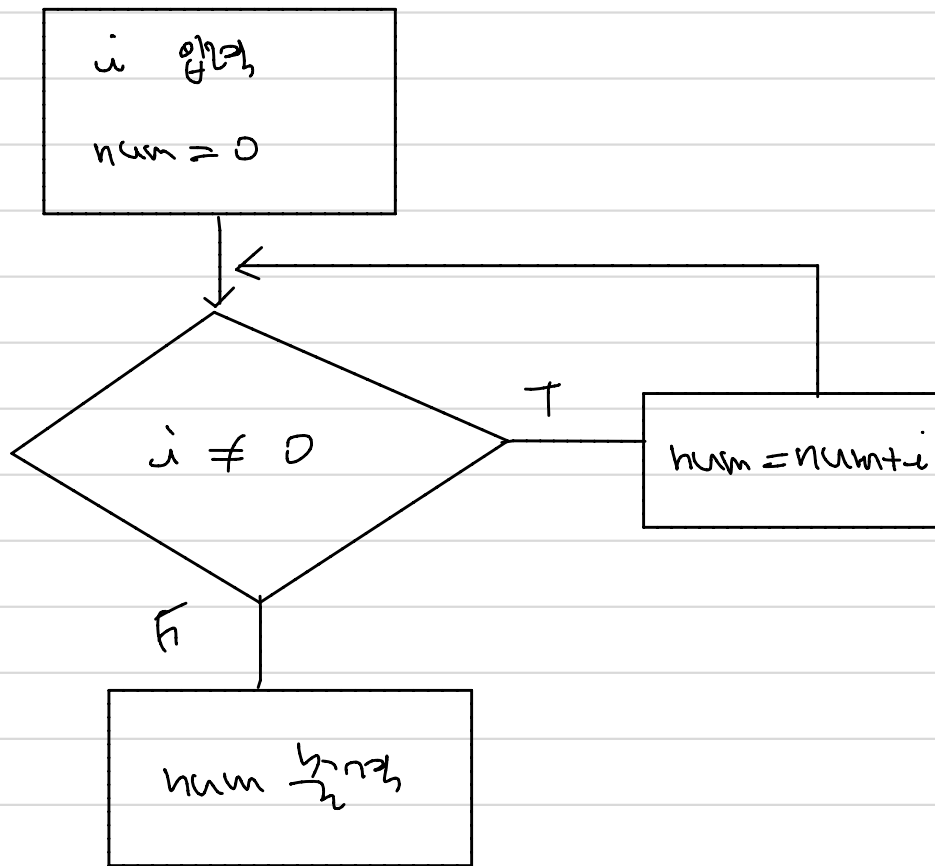 i 입력
num = 0
i ≠ 0
T
num = num+i
F
num 출력